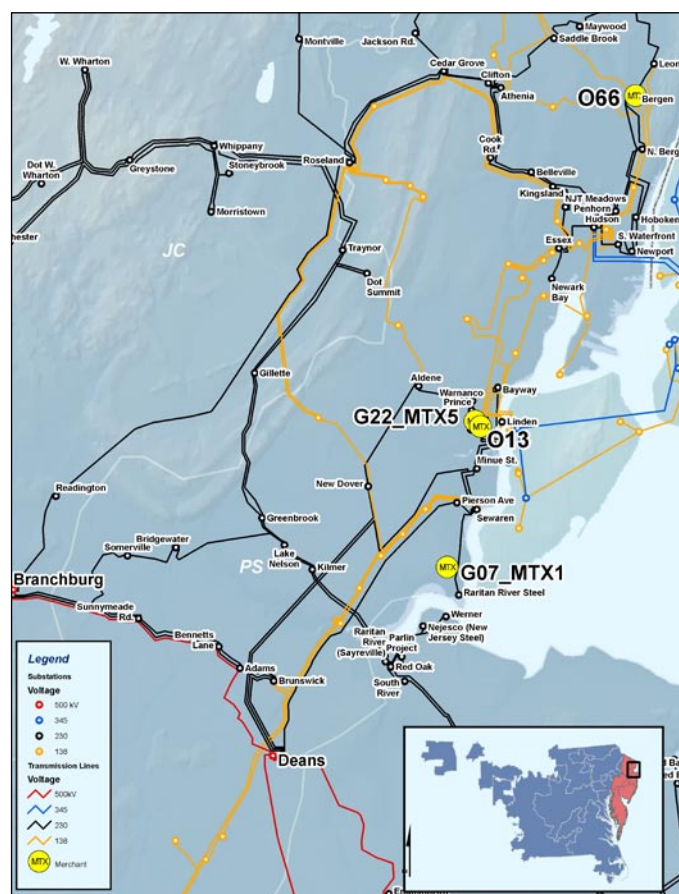 Maywood
Montville
Jackson Rd.
Saddle Brook
W. Wharton
Cedar Grove
Clifton
Athenia
O66
Bergen
Whippany
Roseland
Cook
Rd.
N. Berg
Dot W.
Wharton
Greystone
Stoneybrook
Belleville
Kingsland
NJT Meadows
Penhorn
Hudson
Hoboken
Morristown
S. Waterfront
Newport
JC
Traynor
Essex
Dot
Summit
Newark
Bay
Gillette
Aldene
Warnanco
Prince
Bayway
G22_MTX5
MTX
Linden
O13
Minue St.
New Dover
Readington
Pierson Ave
Sewaren
Greenbrook
Bridgewater
Somerville
Lake
Nelson
PS
Kilmer
MTX
G07_MTX1
Raritan River Steel
Branchburg
Sunnymeade
Rd.
Werner
Nejesco (New
Jersey Steel)
Bennetts
Lane
Raritan
River
(Sayreville)
Parlin
Project
Red Oak
Adams
Brunswick
South
River
Deans
Legend
Substations
Voltage
500 kV
345
230
138
Transmission Lines
Voltage
500kV
345
230
138
MTX
Merchant